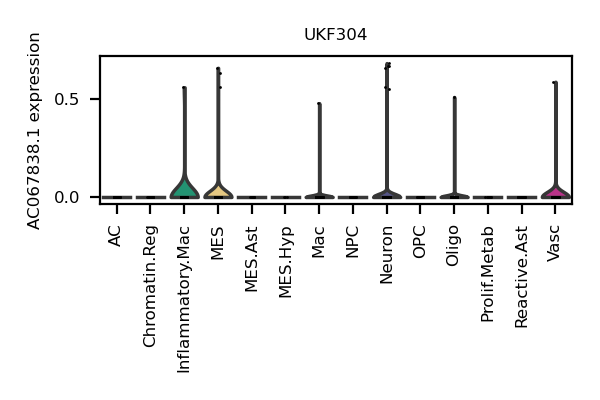 UKF304
AC067838.1 expression
0.5
0.0
AC
Chromatin.Reg
Inflammatory.Mac
MES
MES.Ast
MES.Hyp
Mac
NPC
Neuron
OPC
Oligo
Prolif.Metab
Reactive.Ast
Vasc